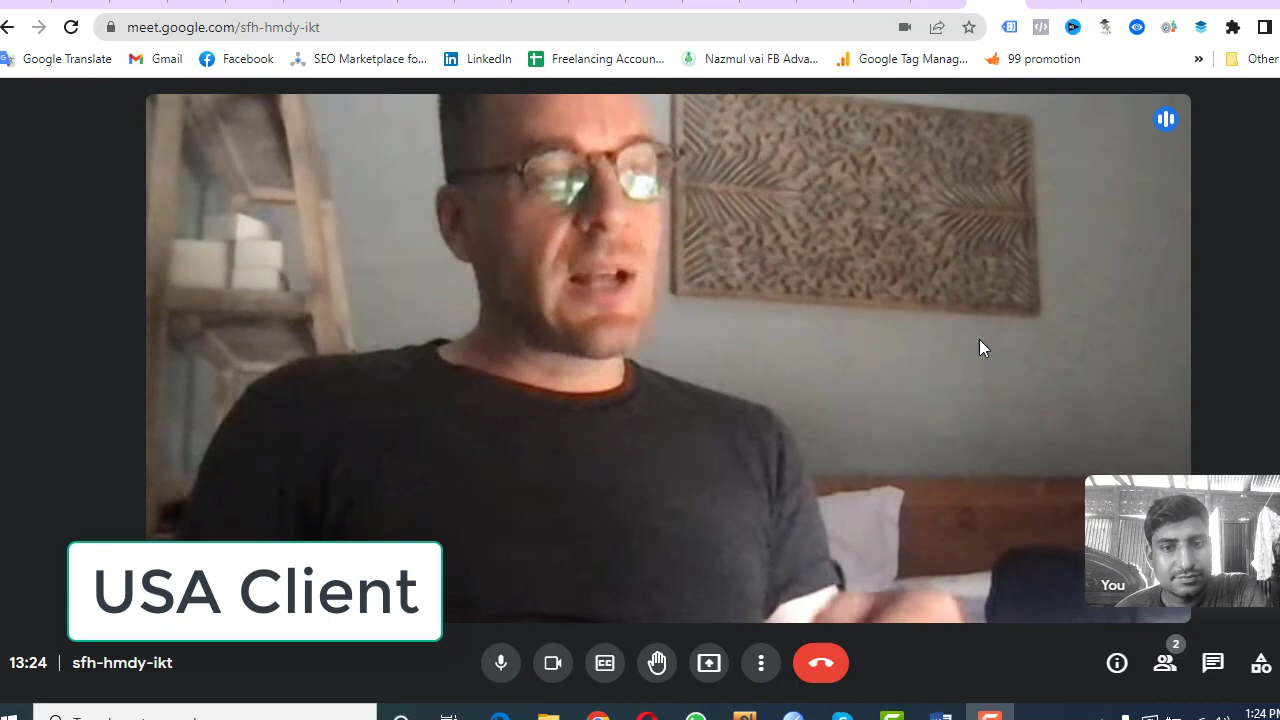 meet.google.com/sfh-hmdy-ikt
Google Translate
Gmail
Facebook
SEO Marketplace fo...
LinkedIn
Freelancing Accoun...
Nazmul vai FB Adva...
Google Tag Manag...
99 promotion
»
Other
You
USA Client
13:24
sfh-hmdy-ikt
2
1:24 PM